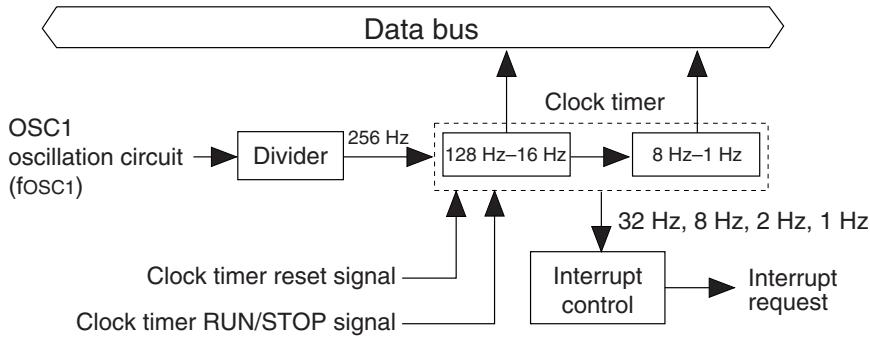 Data bus
Clock timer
OSC1
oscillation circuit
(fOSC1)
Divider
256 Hz
128 Hz–16 Hz
8 Hz–1 Hz
32 Hz, 8 Hz, 2 Hz, 1 Hz
Clock timer reset signal
Clock timer RUN/STOP signal
Interrupt
control
Interrupt
request